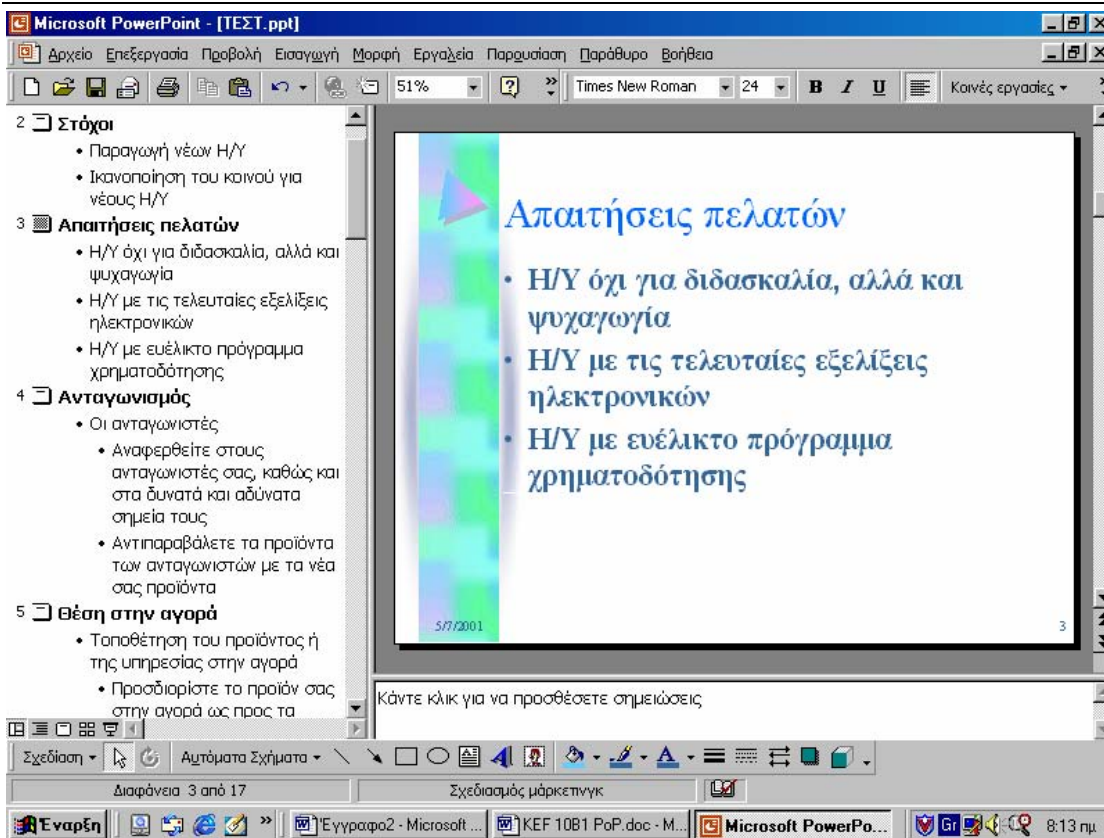 Microsoft PowerPoint - [ΤΕΣΤ.ppt]
Αρχείο Επεξεργασία Προβολή Εισαγωγή Μορφή Εργαλεία Παρουσίαση Παράθυρο Βοήθεια
51% Times New Roman 24 B I U Κοινές εργασίες
2 Στόχοι
• Παραγωγή νέων Η/Υ
• Ικανοποίηση του κοινού για
νέους Η/Υ
3 Απαιτήσεις πελατών
• Η/Υ όχι για διδασκαλία, αλλά και
ψυχαγωγία
• Η/Υ με τις τελευταίες εξελίξεις
ηλεκτρονικών
• Η/Υ με ευέλικτο πρόγραμμα
χρηματοδότησης
4 Ανταγωνισμός
• Οι ανταγωνιστές
• Αναφερθείτε στους
ανταγωνιστές σας, καθώς και
στα δυνατά και αδύνατα
σημεία τους
• Αντιπαραβάλετε τα προϊόντα
των ανταγωνιστών με τα νέα
σας προϊόντα
5 Θέση στην αγορά
• Τοποθέτηση του προϊόντος ή
της υπηρεσίας στην αγορά
• Προσδιορίστε το προϊόν σας
στην αγορά ως προς τα
Απαιτήσεις πελατών
• Η/Υ όχι για διδασκαλία, αλλά και
ψυχαγωγία
• Η/Υ με τις τελευταίες εξελίξεις
ηλεκτρονικών
• Η/Υ με ευέλικτο πρόγραμμα
χρηματοδότησης
5/7/2001 3
Κάντε κλικ για να προσθέσετε σημειώσεις
Σχεδίαση Αυτόματα Σχήματα
Διαφάνεια 3 από 17 Σχεδιασμός μάρκετινγκ
Έναρξη Έγγραφο2 - Microsoft ... KEF 10B1 PoP.doc - M... Microsoft PowerPo... Gr 8:13 πμ